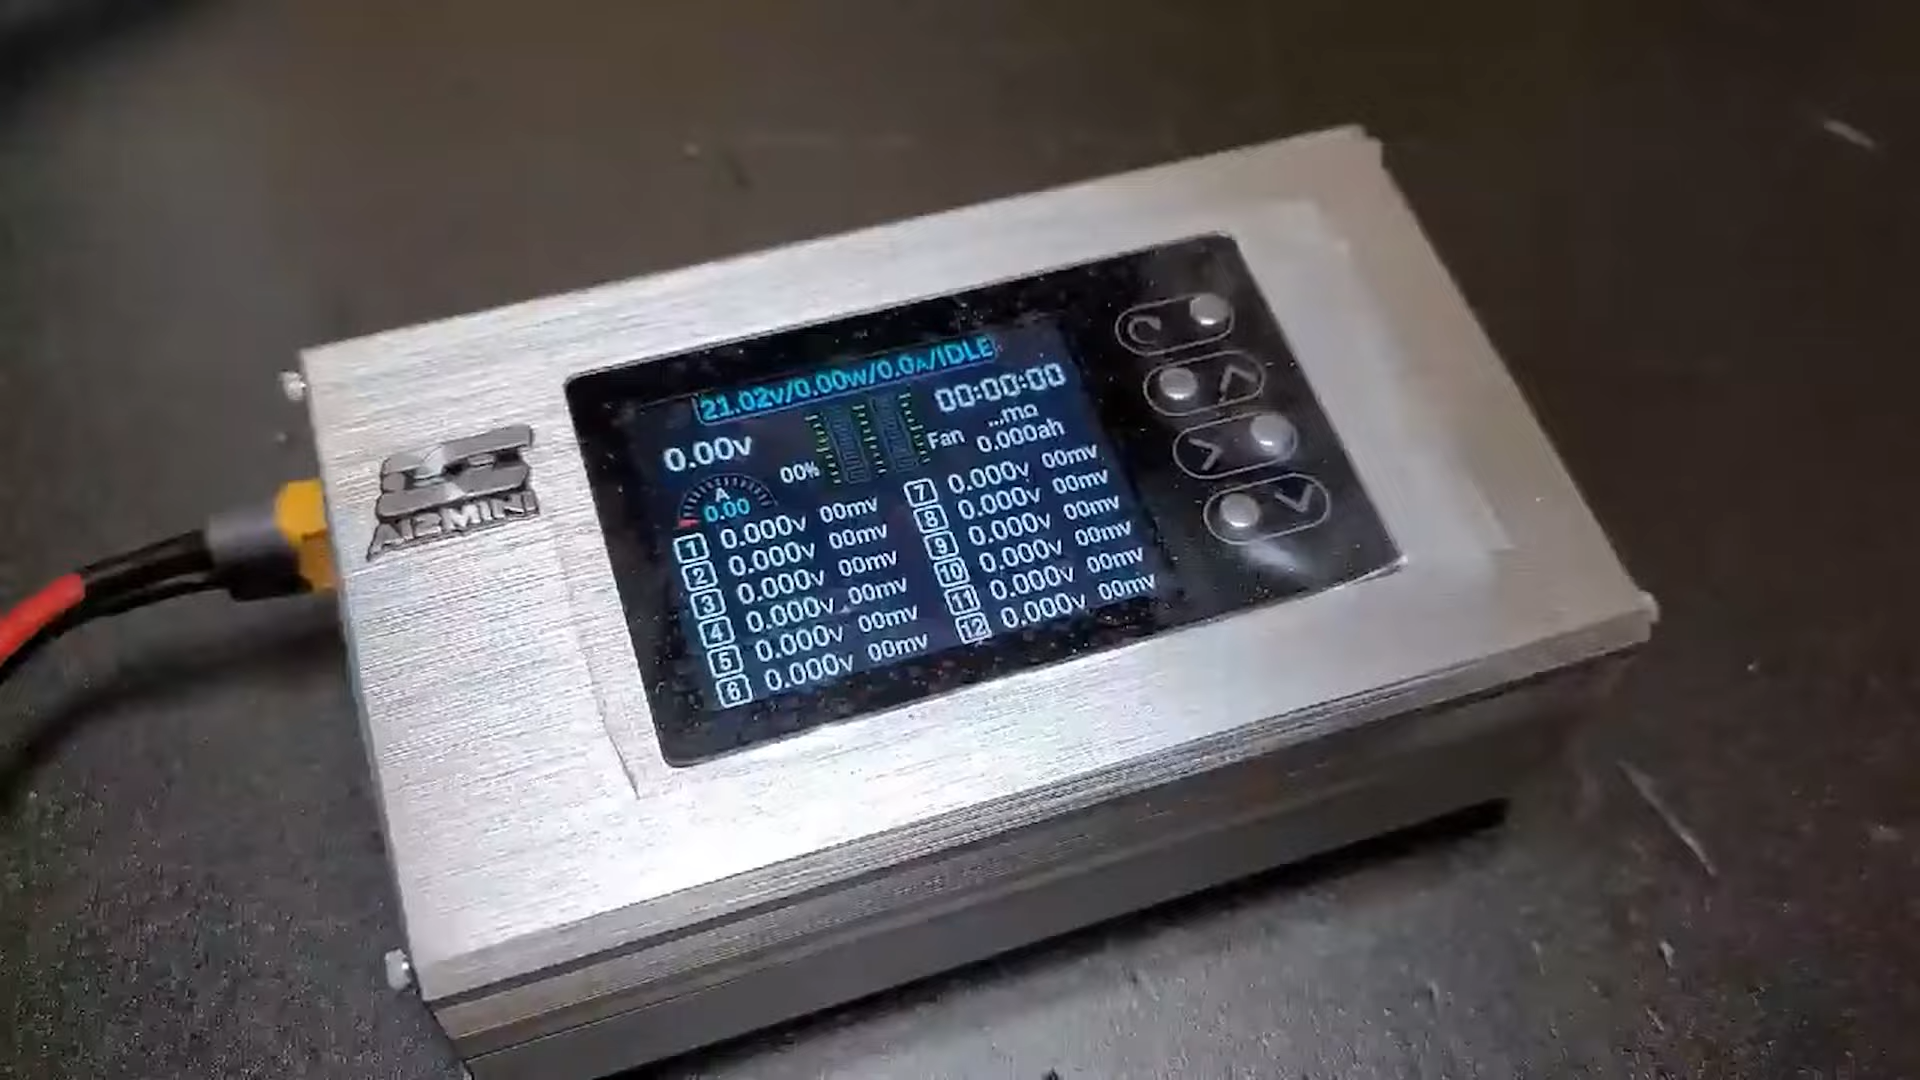 A12MINI
21.02v/0.00W/0.0A/IDLE
0.00v
00%
00:00:00
...mΩ
Fan 0.000ah
A
0.00
1 0.000v 00mv
2 0.000v 00mv
3 0.000v 00mv
4 0.000v 00mv
5 0.000v 00mv
6 0.000v 00mv
7 0.000v 00mv
8 0.000v 00mv
9 0.000v 00mv
10 0.000v 00mv
11 0.000v 00mv
12 0.000v 00mv